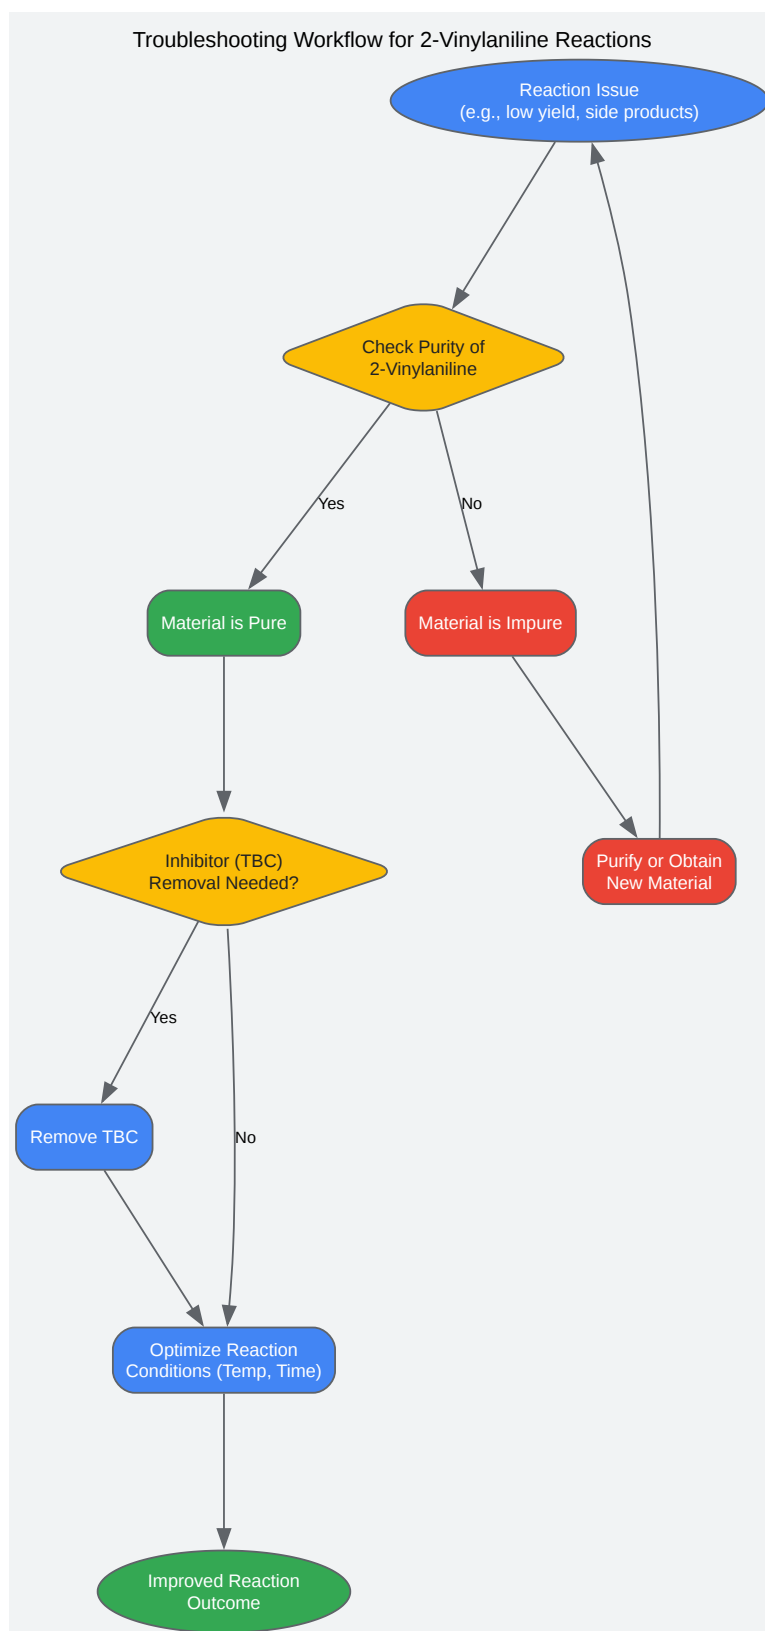 Troubleshooting Workflow for 2-Vinylaniline Reactions
Reaction Issue
(e.g., low yield, side products)
Check Purity of
2-Vinylaniline
Yes
No
Material is Pure
Material is Impure
Inhibitor (TBC)
Removal Needed?
Purify or Obtain
New Material
Yes
Remove TBC
No
Optimize Reaction
Conditions (Temp, Time)
Improved Reaction
Outcome